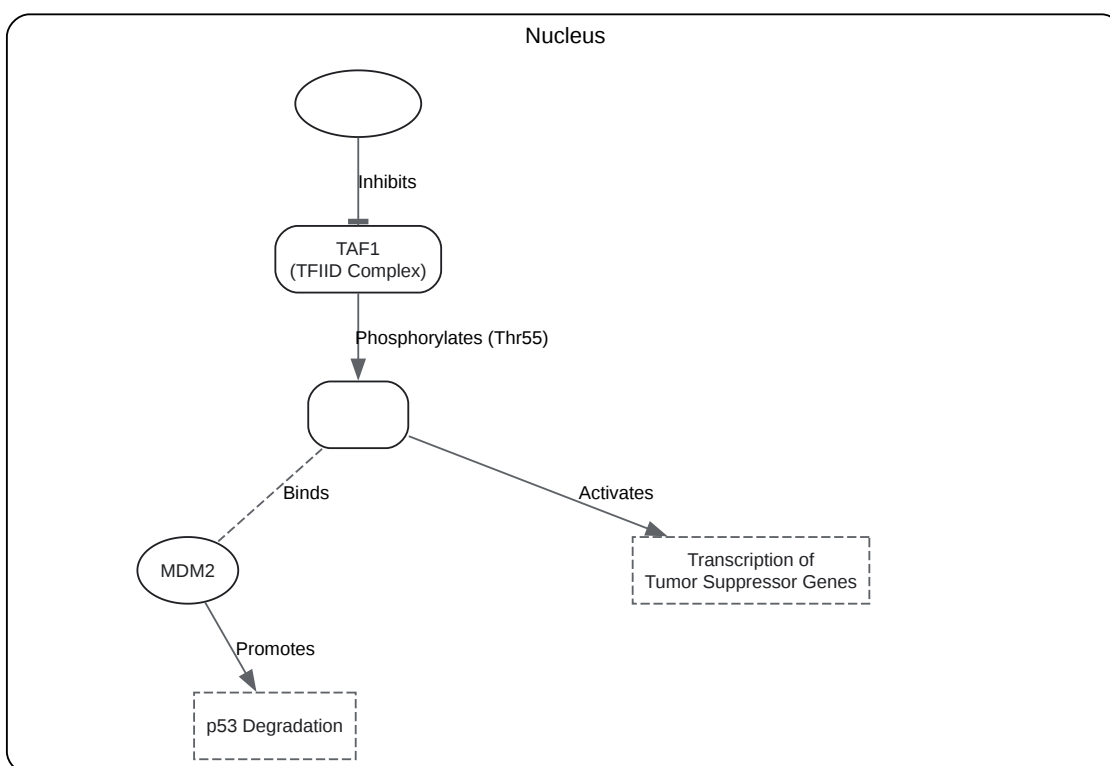 Nucleus
Inhibits
TAF1
(TFIID Complex)
Phosphorylates (Thr55)
Binds
Activates
MDM2
Transcription of
Tumor Suppressor Genes
Promotes
p53 Degradation